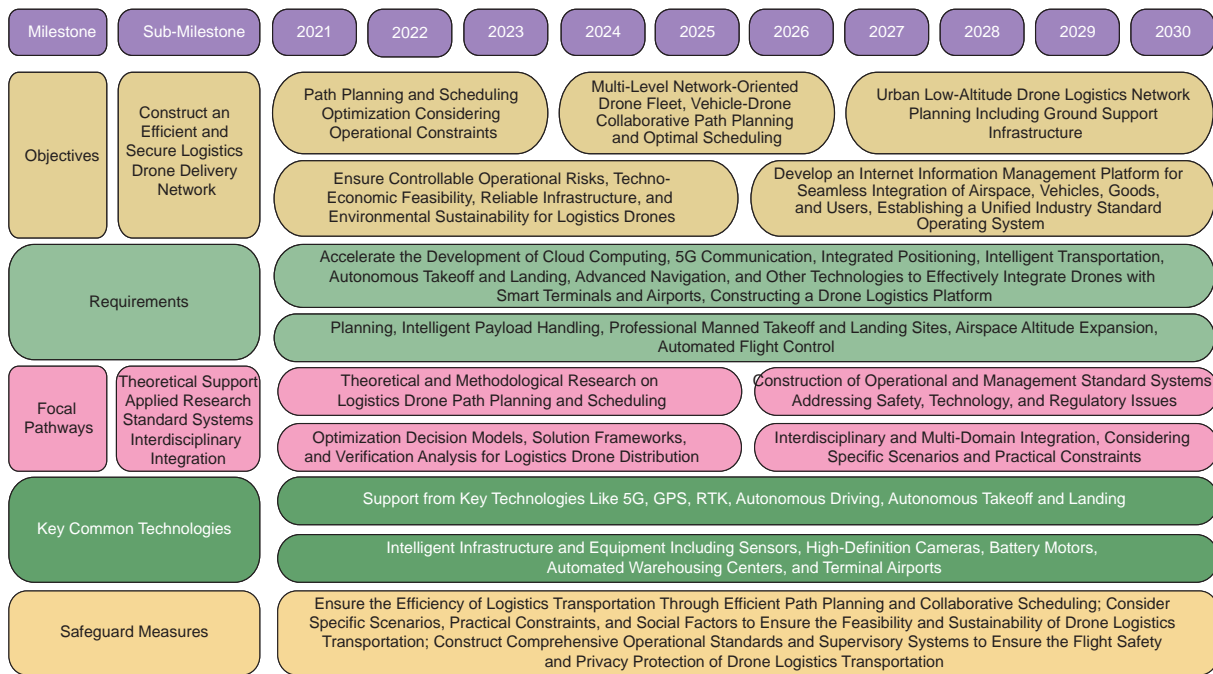 Milestone
Sub-Milestone
2021
2022
2023
2024
2025
2026
2027
2028
2029
2030
Objectives
Construct an
Efficient and
Secure Logistics
Drone Delivery
Network
Path Planning and Scheduling
Optimization Considering
Operational Constraints
Multi-Level Network-Oriented
Drone Fleet, Vehicle-Drone
Collaborative Path Planning
and Optimal Scheduling
Urban Low-Altitude Drone Logistics Network
Planning Including Ground Support
Infrastructure
Ensure Controllable Operational Risks, Techno-
Economic Feasibility, Reliable Infrastructure, and
Environmental Sustainability for Logistics Drones
Develop an Internet Information Management Platform for
Seamless Integration of Airspace, Vehicles, Goods,
and Users, Establishing a Unified Industry Standard
Operating System
Requirements
Accelerate the Development of Cloud Computing, 5G Communication, Integrated Positioning, Intelligent Transportation,
Autonomous Takeoff and Landing, Advanced Navigation, and Other Technologies to Effectively Integrate Drones with
Smart Terminals and Airports, Constructing a Drone Logistics Platform
Planning, Intelligent Payload Handling, Professional Manned Takeoff and Landing Sites, Airspace Altitude Expansion,
Automated Flight Control
Focal
Pathways
Theoretical Support
Applied Research
Standard Systems
Interdisciplinary
Integration
Theoretical and Methodological Research on
Logistics Drone Path Planning and Scheduling
Construction of Operational and Management Standard Systems
Addressing Safety, Technology, and Regulatory Issues
Optimization Decision Models, Solution Frameworks,
and Verification Analysis for Logistics Drone Distribution
Interdisciplinary and Multi-Domain Integration, Considering
Specific Scenarios and Practical Constraints
Key Common Technologies
Support from Key Technologies Like 5G, GPS, RTK, Autonomous Driving, Autonomous Takeoff and Landing
Intelligent Infrastructure and Equipment Including Sensors, High-Definition Cameras, Battery Motors,
Automated Warehousing Centers, and Terminal Airports
Safeguard Measures
Ensure the Efficiency of Logistics Transportation Through Efficient Path Planning and Collaborative Scheduling; Consider
Specific Scenarios, Practical Constraints, and Social Factors to Ensure the Feasibility and Sustainability of Drone Logistics
Transportation; Construct Comprehensive Operational Standards and Supervisory Systems to Ensure the Flight Safety
and Privacy Protection of Drone Logistics Transportation